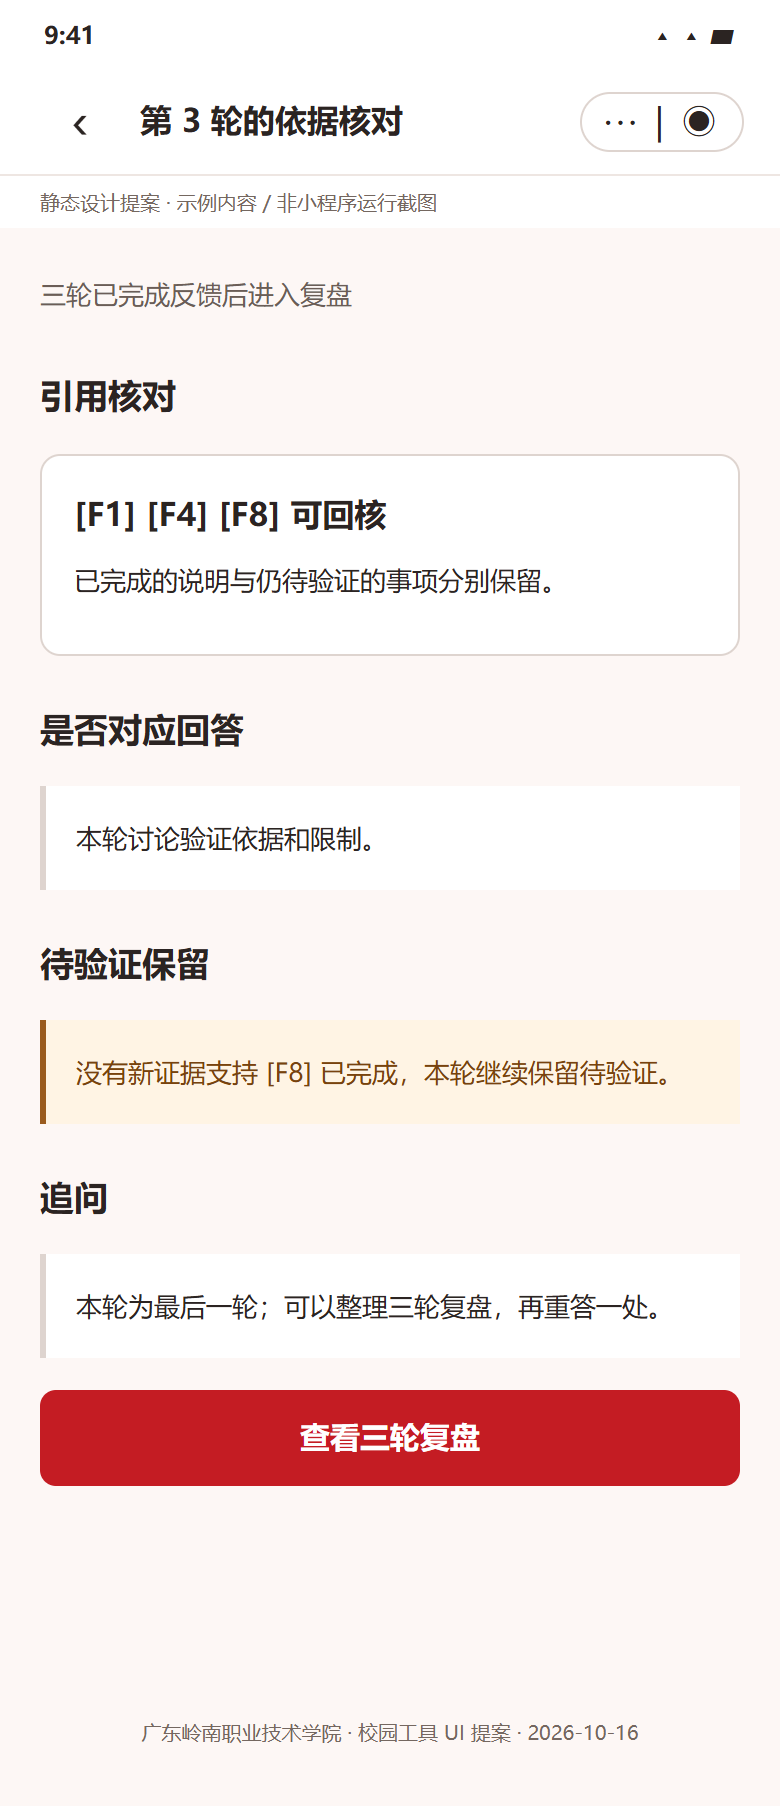 9:41
第 3 轮的依据核对
静态设计提案 · 示例内容 / 非小程序运行截图
三轮已完成反馈后进入复盘
引用核对
[F1] [F4] [F8] 可回核
已完成的说明与仍待验证的事项分别保留。
是否对应回答
本轮讨论验证依据和限制。
待验证保留
没有新证据支持 [F8] 已完成，本轮继续保留待验证。
追问
本轮为最后一轮；可以整理三轮复盘，再重答一处。
查看三轮复盘
广东岭南职业技术学院 · 校园工具 UI 提案 · 2026-10-16